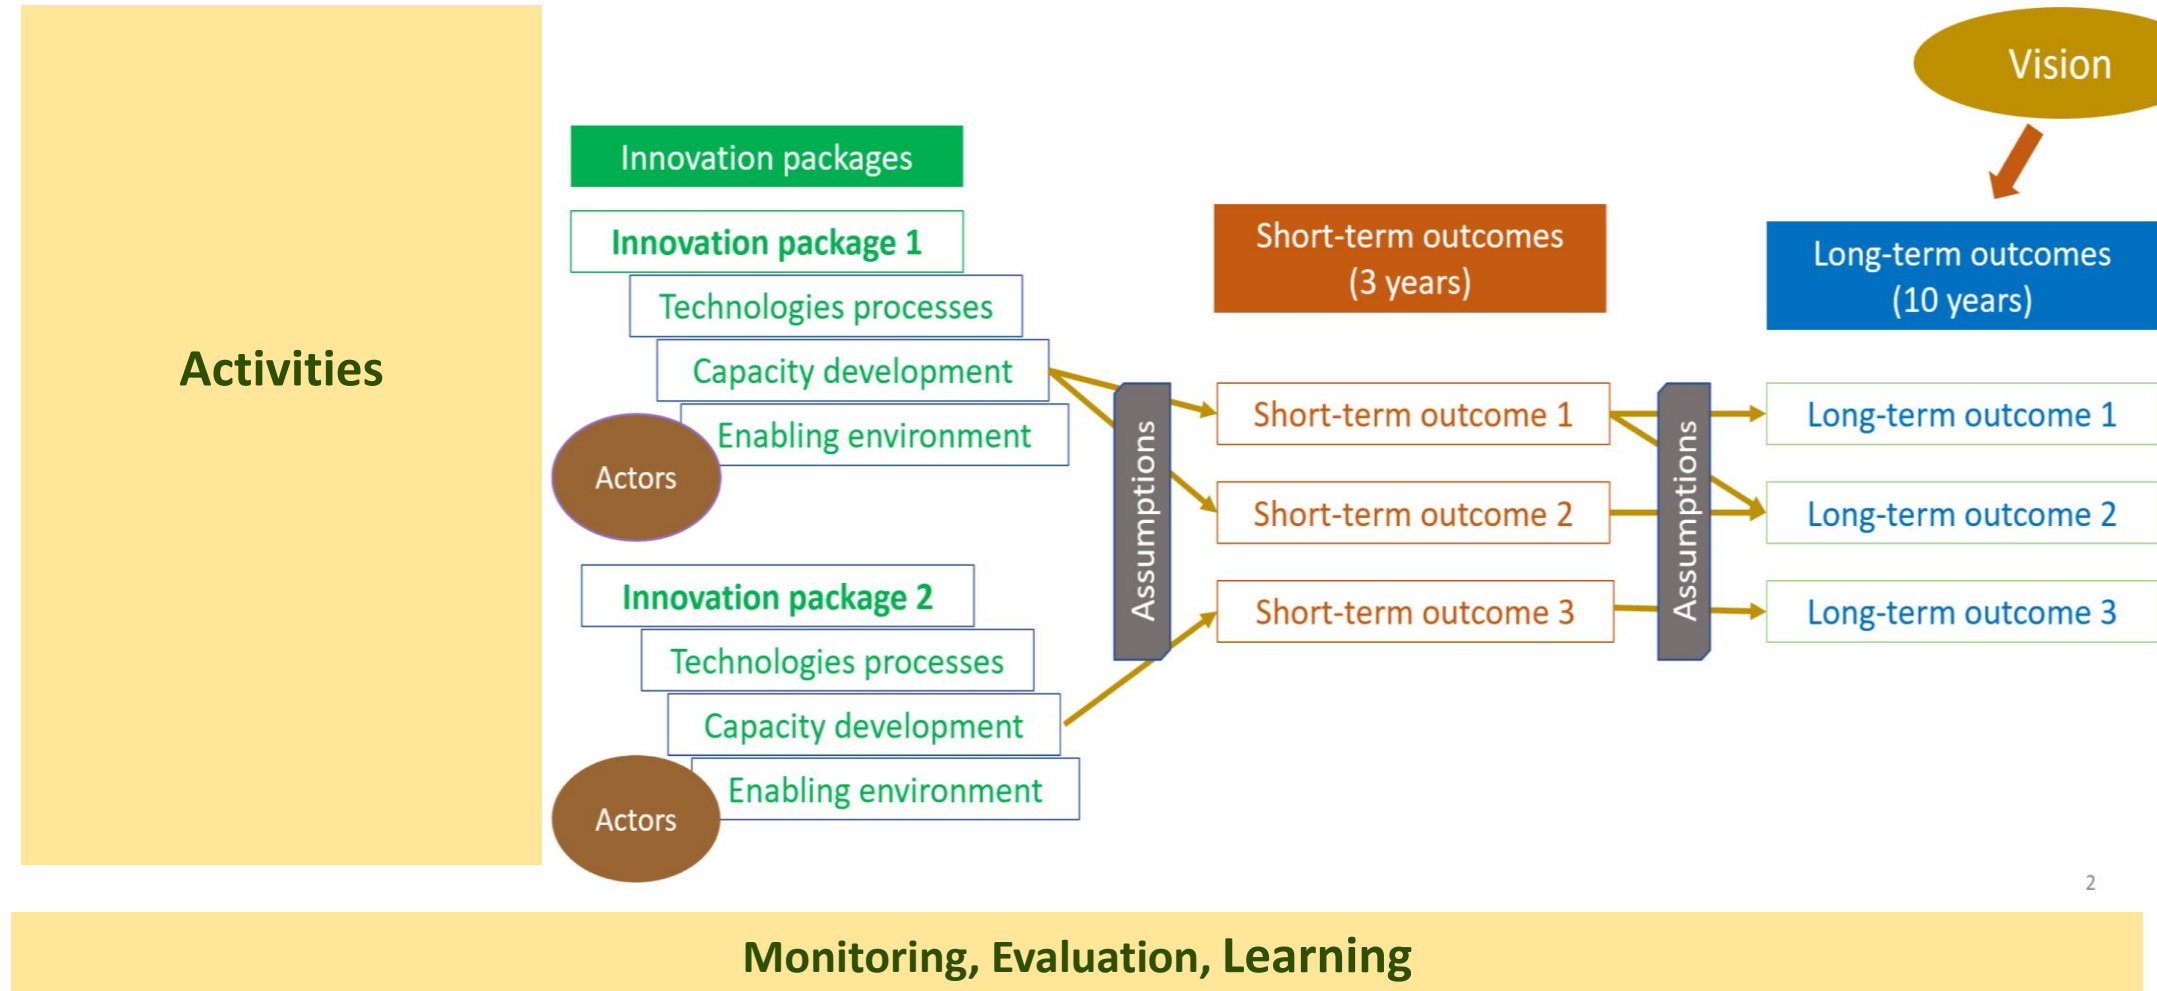 Activities
Innovation packages
Innovation package 1
Technologies processes
Capacity development
Enabling environment
Actors
Innovation package 2
Technologies processes
Capacity development
Enabling environment
Actors
Assumptions
Short-term outcomes
(3 years)
Short-term outcome 1
Short-term outcome 2
Short-term outcome 3
Assumptions
Vision
Long-term outcomes
(10 years)
Long-term outcome 1
Long-term outcome 2
Long-term outcome 3
2
Monitoring, Evaluation, Learning